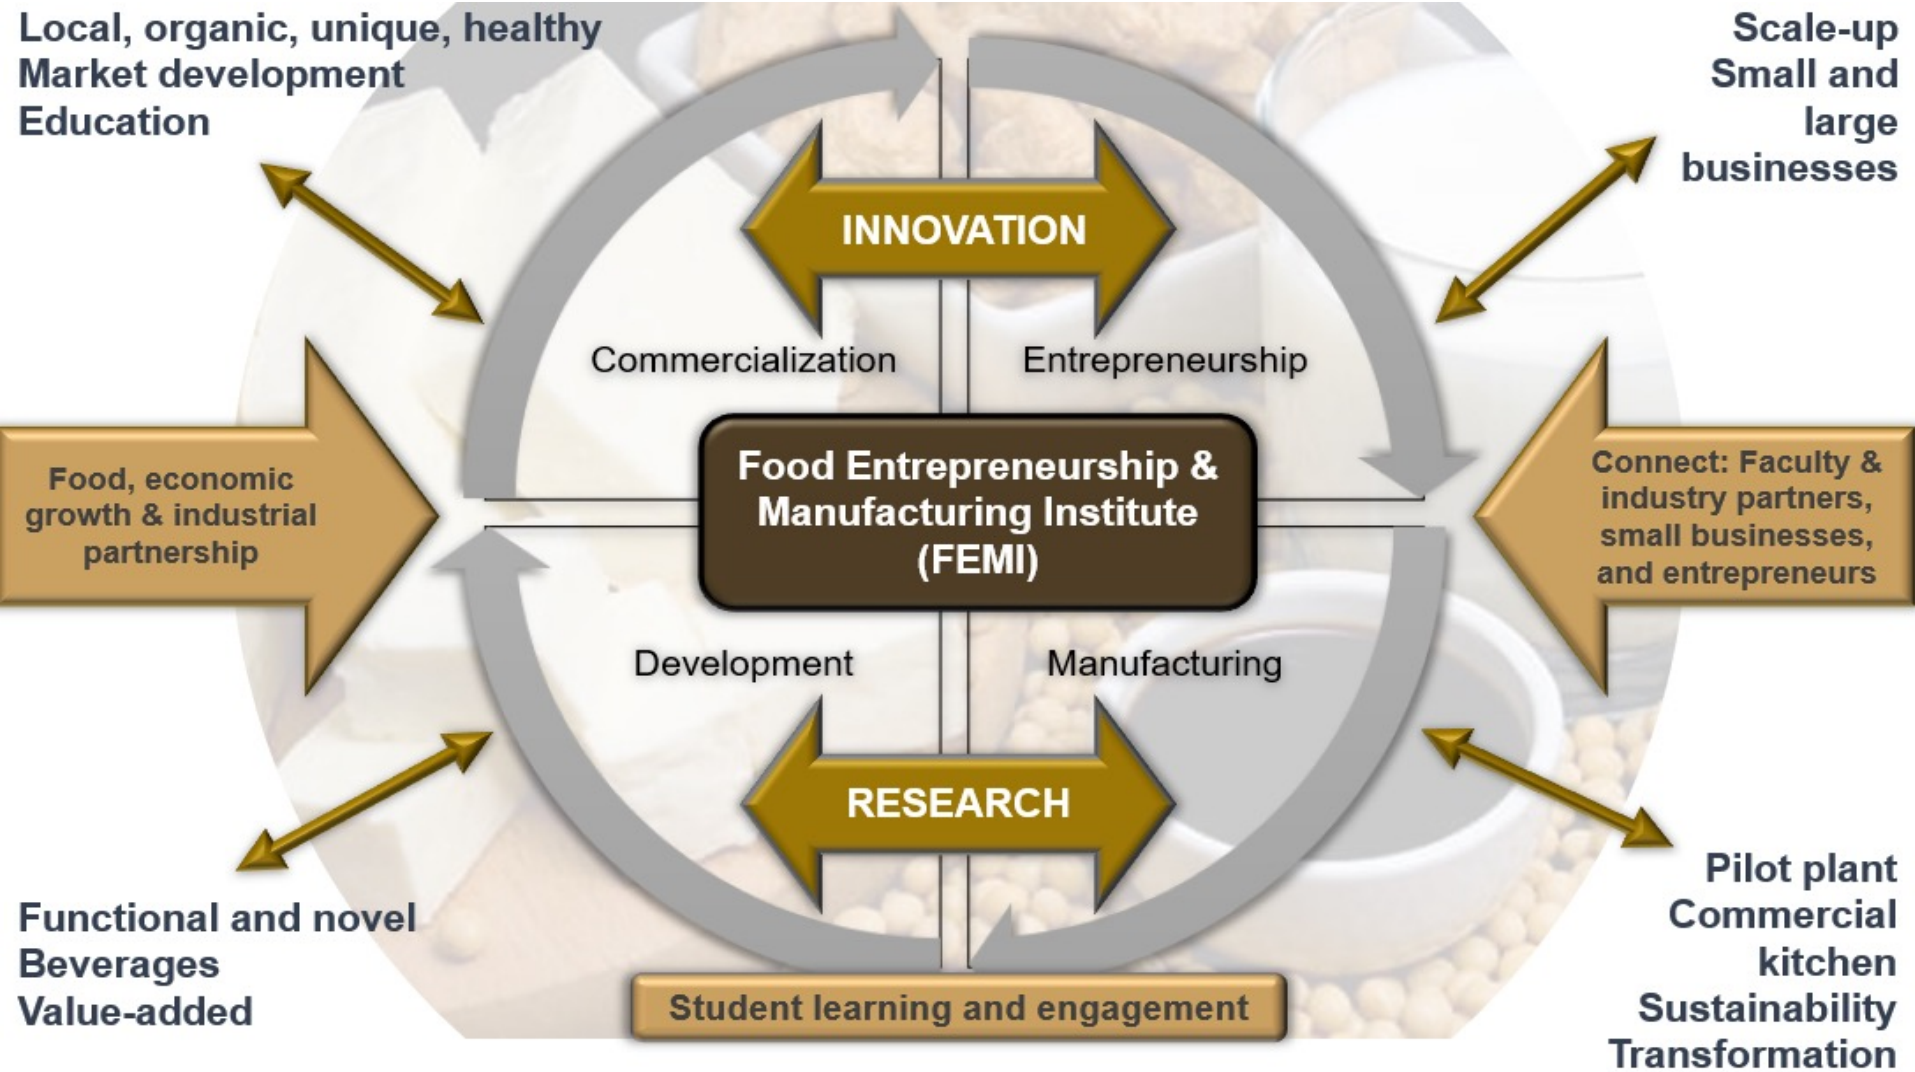 Local, organic, unique, healthy
Market development
Education
Scale-up
Small and
large
businesses
INNOVATION
Commercialization
Entrepreneurship
Food, economic
growth & industrial
partnership
Food Entrepreneurship &
Manufacturing Institute
(FEMI)
Connect: Faculty &
industry partners,
small businesses,
and entrepreneurs
Development
Manufacturing
RESEARCH
Functional and novel
Beverages
Value-added
Pilot plant
Commercial
kitchen
Sustainability
Transformation
Student learning and engagement